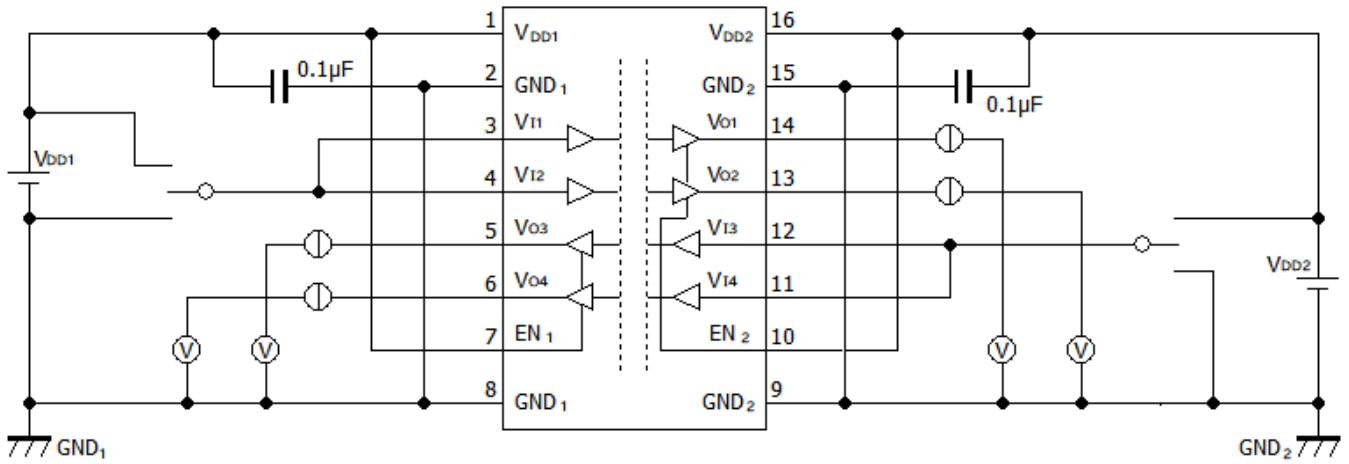 1 VDD1 VDD2 16
0.1µF 2 GND1 GND2 15 0.1µF
3 VI1 VO1 14
VDD1
4 VI2 VO2 13
5 VO3 VI3 12
VDD2
6 VO4 VI4 11
7 EN1 EN2 10
V V V V
8 GND1 GND2 9
GND1 GND2